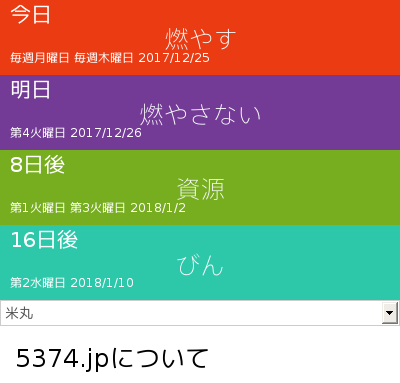 今日
燃やす
毎週月曜日 毎週木曜日 2017/12/25
明日
燃やさない
第4火曜日 2017/12/26
8日後
資源
第1火曜日 第3火曜日 2018/1/2
16日後
びん
第2水曜日 2018/1/10
米丸
5374.jpについて